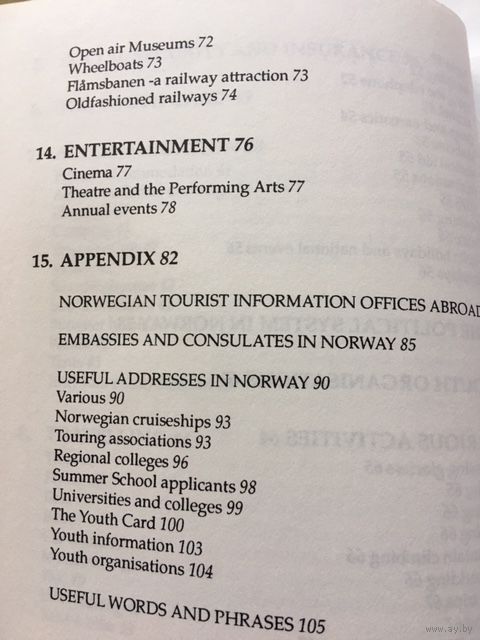 Open air Museums 72
Wheelboats 73
Flåmsbanen -a railway attraction 73
Oldfashioned railways 74
14. ENTERTAINMENT 76
Cinema 77
Theatre and the Performing Arts 77
Annual events 78
15. APPENDIX 82
NORWEGIAN TOURIST INFORMATION OFFICES ABROAD
EMBASSIES AND CONSULATES IN NORWAY 85
USEFUL ADDRESSES IN NORWAY 90
Various 90
Norwegian cruiseships 93
Touring associations 93
Regional colleges 96
Summer School applicants 98
Universities and colleges 99
The Youth Card 100
Youth information 103
Youth organisations 104
USEFUL WORDS AND PHRASES 105
www.ay.by